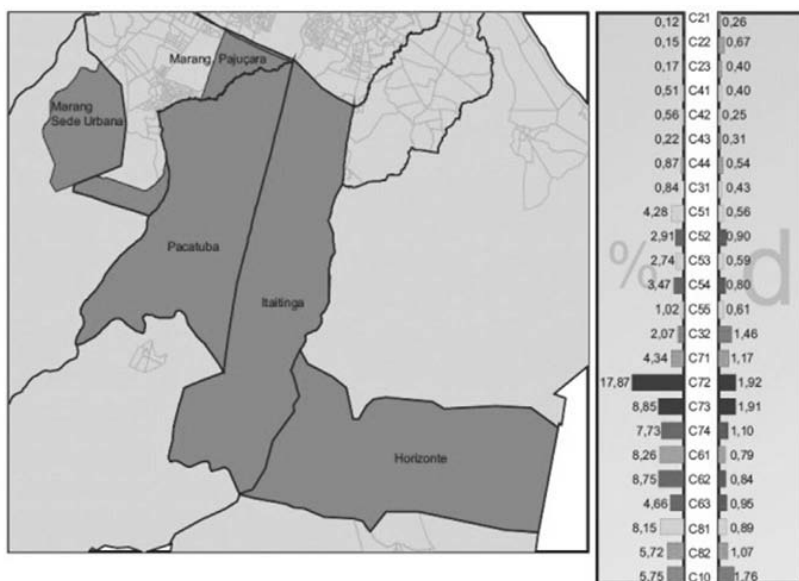 Marang Pajuçara
Marang
Sede Urbana
Pacatuba
Itaitinga
Horizonte
% d
0,12 C21 0,26
0,15 C22 0,67
0,17 C23 0,40
0,51 C41 0,40
0,56 C42 0,25
0,22 C43 0,31
0,87 C44 0,54
0,84 C31 0,43
4,28 C51 0,56
2,91 C52 0,90
2,74 C53 0,59
3,47 C54 0,80
1,02 C55 0,61
2,07 C32 1,46
4,34 C71 1,17
17,87 C72 1,92
8,85 C73 1,91
7,73 C74 1,10
8,26 C61 0,79
8,75 C62 0,84
4,66 C63 0,95
8,15 C81 0,89
5,72 C82 1,07
5,75 C10 1,76